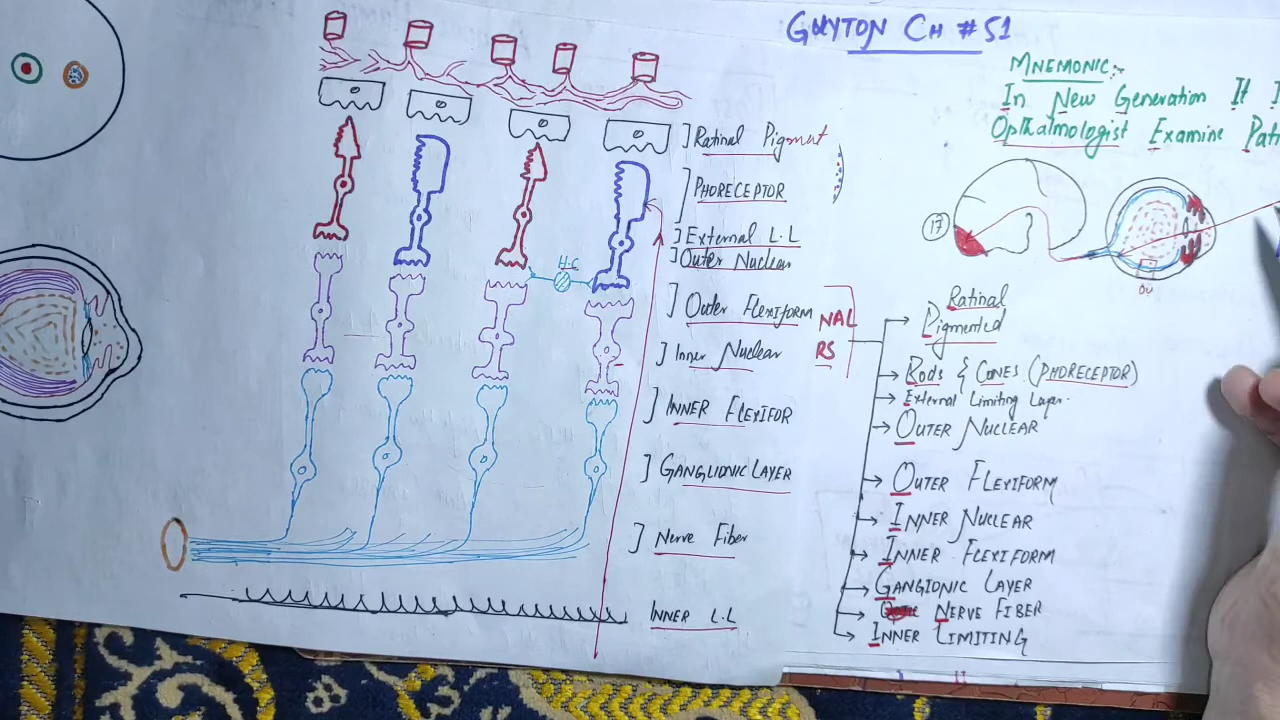 GUYTON CH # 51
MNEMONIC:-
In New Generation It I
Opthalmologist Examine Pati
17
]Ratinal Pigment
]PHORECEPTOR
]External L.L
]Outer Nuclear
]Outer FlexiForm
]Inner Nuclear
]INNER FLEXIFOR
]GANGLIONIC LAYER
]Nerve Fiber
INNER L.L
H.C
NAL
RS
Ratinal
Pigmented
Rods & Cones (PHORECEPTOR)
External Limiting Layer.
OUTER NUCLEAR
OUTER FLEXIFORM
INNER NUCLEAR
INNER FLEXIFORM
GANGIONIC LAYER
NERVE FIBER
INNER LIMITING